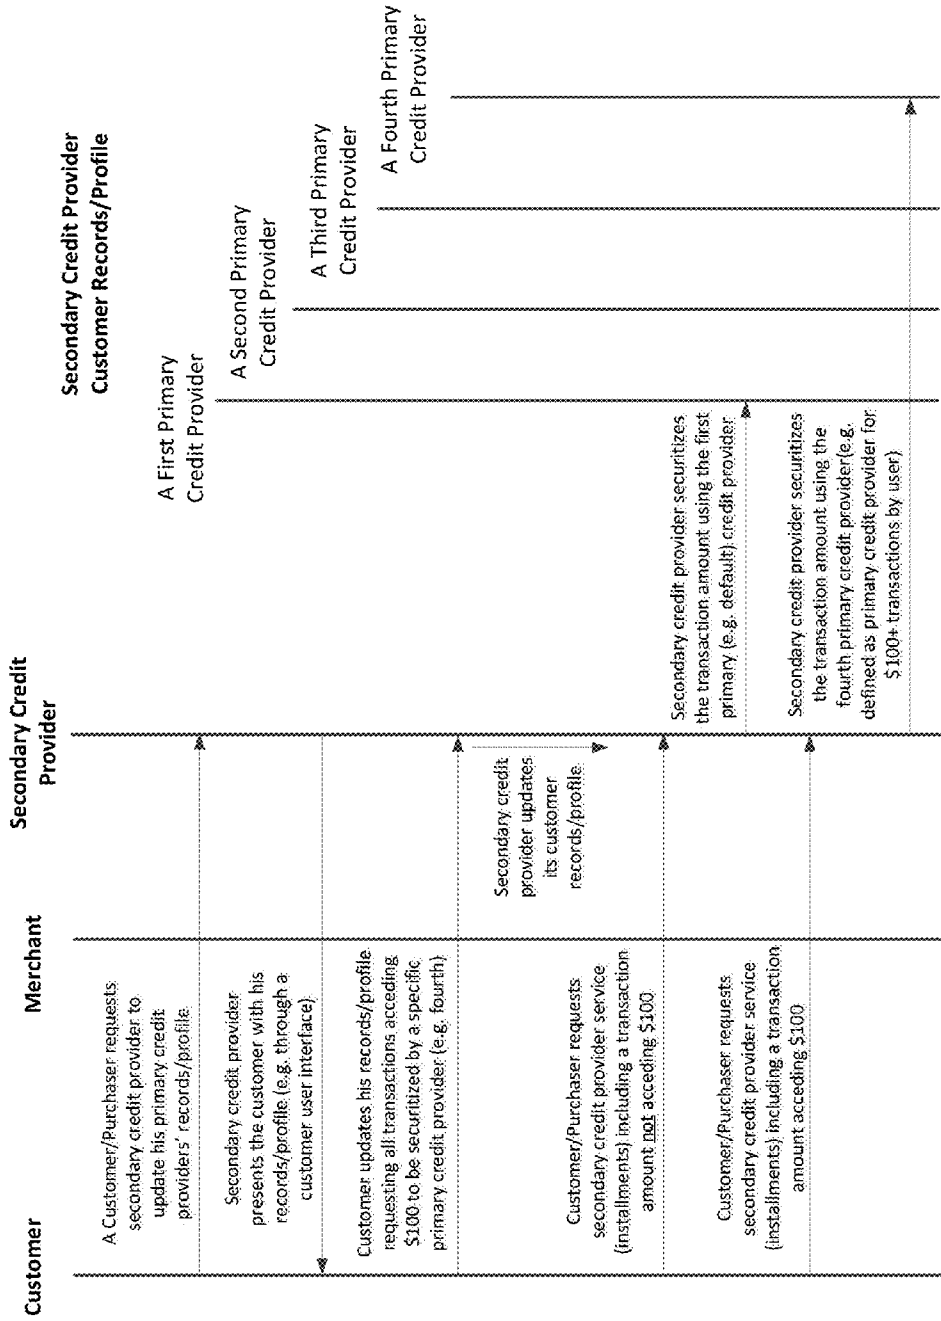 Customer
Merchant
Secondary Credit
Provider
Secondary Credit Provider
Customer Records/Profile
A First Primary
Credit Provider
A Second Primary
Credit Provider
A Third Primary
Credit Provider
A Fourth Primary
Credit Provider
A Customer/Purchaser requests
secondary credit provider to
update his primary credit
providers' records/profile
Secondary credit provider
presents the customer with his
records/profile (e.g. through a
customer user interface)
Customer updates his records/profile
requesting all transactions acceding
$100 to be securitized by a specific
primary credit provider (e.g. fourth)
Secondary credit
provider updates
its customer
records/profile
Customer/Purchaser requests
secondary credit provider service
(installments) including a transaction
amount not acceding $100
Secondary credit provider securitizes
the transaction amount using the first
primary (e.g. default) credit provider
Customer/Purchaser requests
secondary credit provider service
(installments) including a transaction
amount acceding $100
Secondary credit provider securitizes
the transaction amount using the
fourth primary credit provider(e.g.
defined as primary credit provider for
$100+ transactions by user)